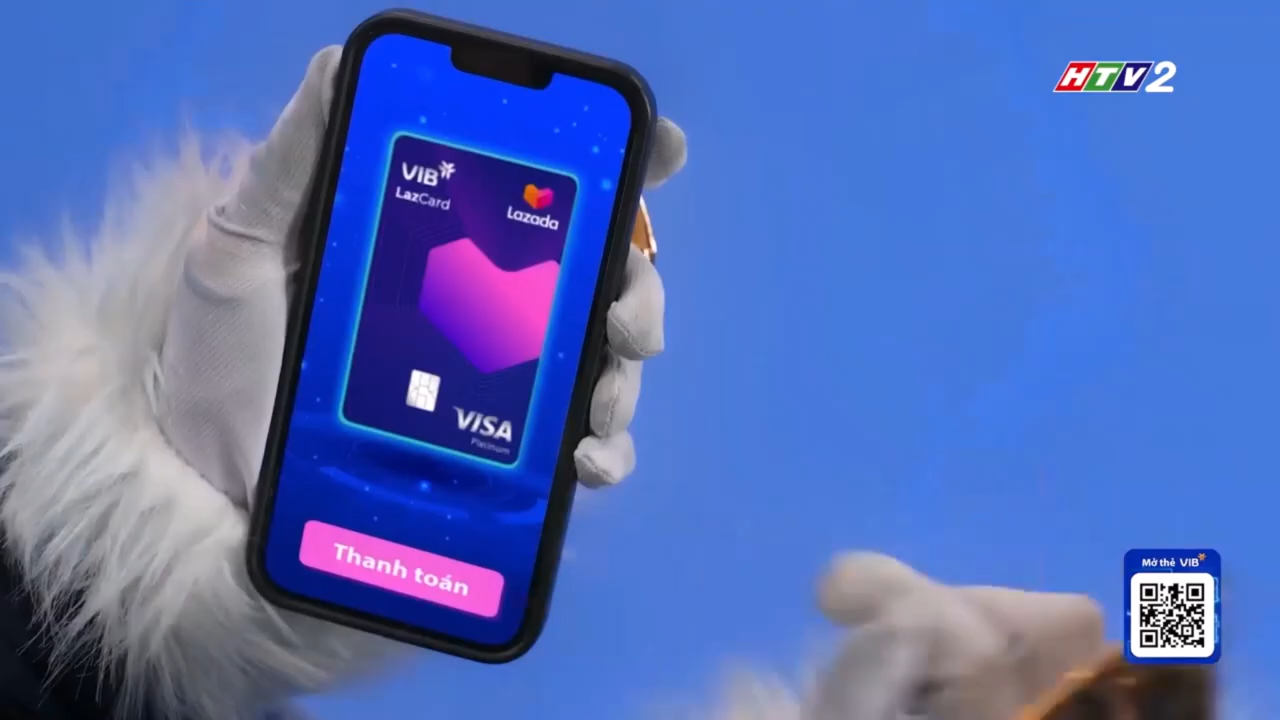 HTV2
VIB
LazCard
Lazada
VISA
Platinum
Thanh toán
Mở thẻ VIB